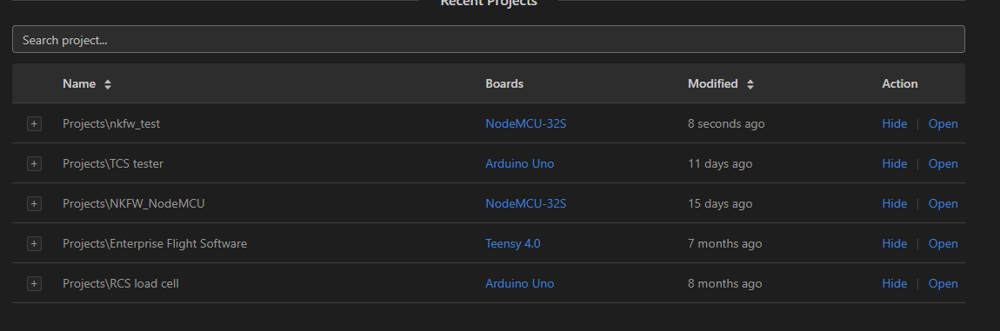 Recent Projects
Search project...
Name Boards Modified Action
+ Projects\nkfw_test NodeMCU-32S 8 seconds ago Hide | Open
+ Projects\TCS tester Arduino Uno 11 days ago Hide | Open
+ Projects\NKFW_NodeMCU NodeMCU-32S 15 days ago Hide | Open
+ Projects\Enterprise Flight Software Teensy 4.0 7 months ago Hide | Open
+ Projects\RCS load cell Arduino Uno 8 months ago Hide | Open